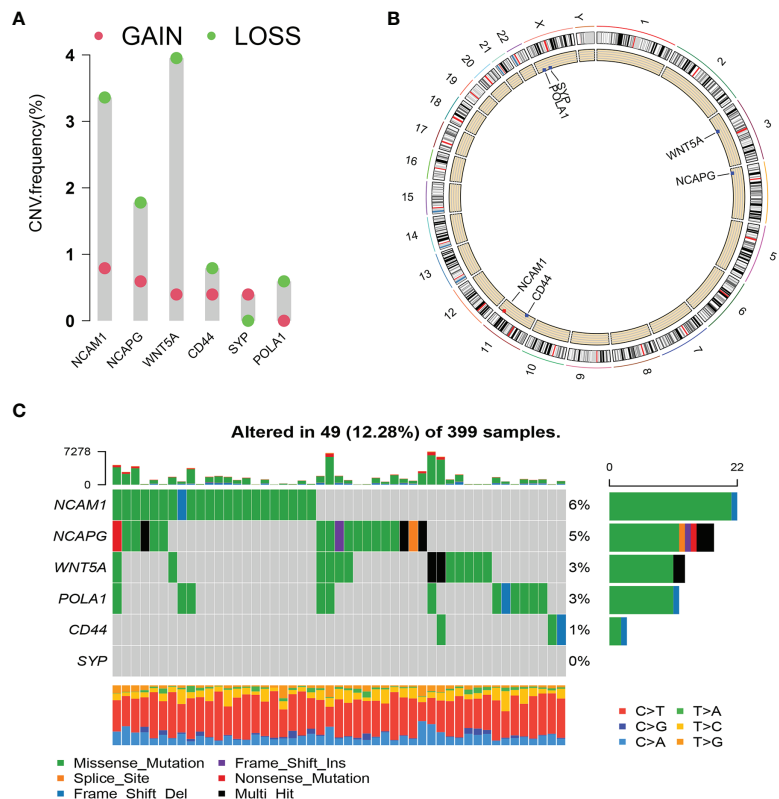 A
GAIN LOSS
CNV.frequency(%)
4
3
2
1
0
NCAM1
NCAPG
WNT5A
CD44
SYP
POLA1
B
1
2
3
5
6
7
8
9
10
11
12
13
14
15
16
17
18
19
20
21
22
X
Y
SYP
POLA1
WNT5A
NCAPG
NCAM1
CD44
C
Altered in 49 (12.28%) of 399 samples.
7278
0
0 22
NCAM1 6%
NCAPG 5%
WNT5A 3%
POLA1 3%
CD44 1%
SYP 0%
C>T T>A
C>G T>C
C>A T>G
Missense_Mutation Frame_Shift_Ins
Splice_Site Nonsense_Mutation
Frame_Shift_Del Multi_Hit